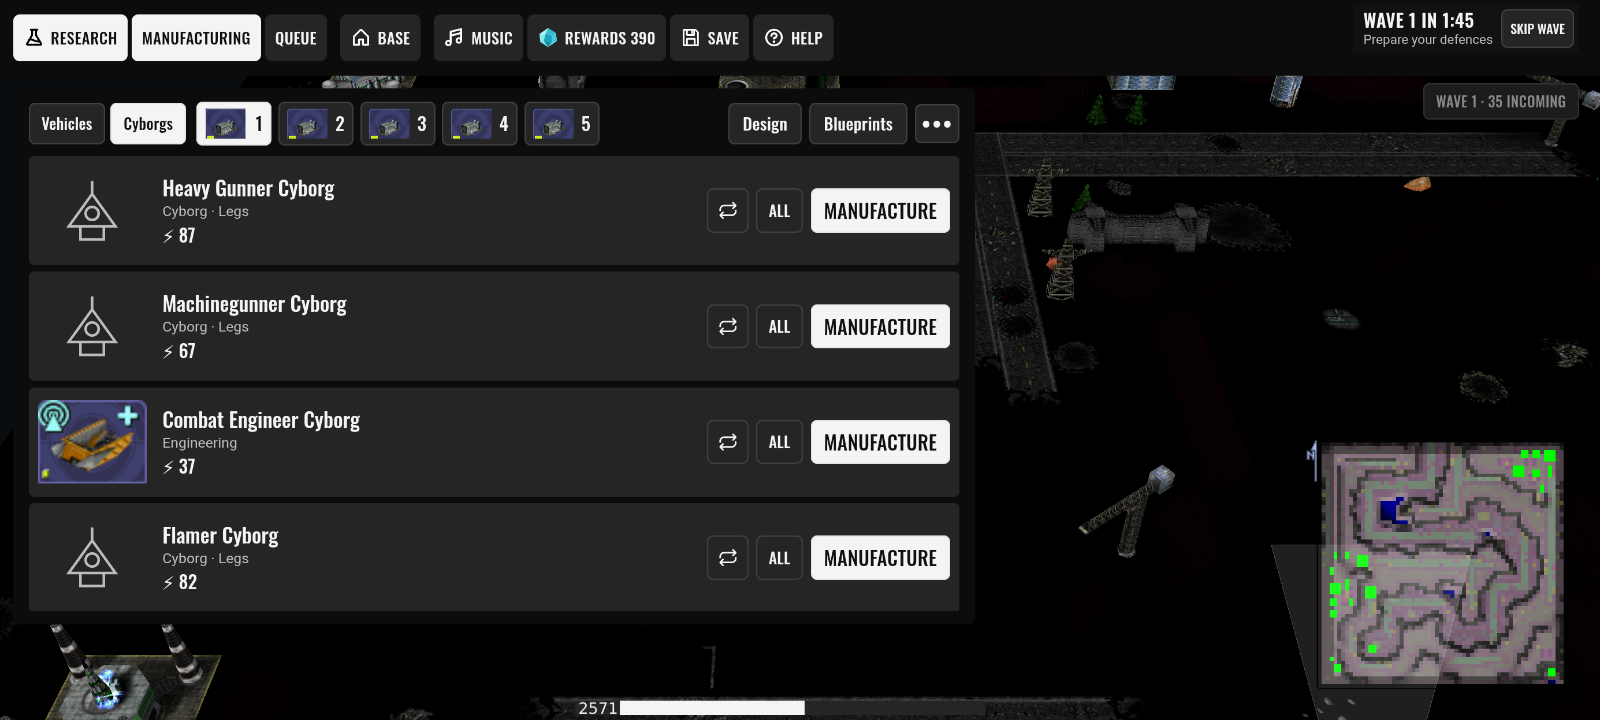 RESEARCH
MANUFACTURING
QUEUE
BASE
MUSIC
REWARDS 390
SAVE
HELP
WAVE 1 IN 1:45
Prepare your defences
SKIP WAVE
WAVE 1 · 35 INCOMING
Vehicles
Cyborgs
1
2
3
4
5
Design
Blueprints
Heavy Gunner Cyborg
Cyborg · Legs
87
ALL
MANUFACTURE
Machinegunner Cyborg
Cyborg · Legs
67
ALL
MANUFACTURE
Combat Engineer Cyborg
Engineering
37
ALL
MANUFACTURE
Flamer Cyborg
Cyborg · Legs
82
ALL
MANUFACTURE
N
2571